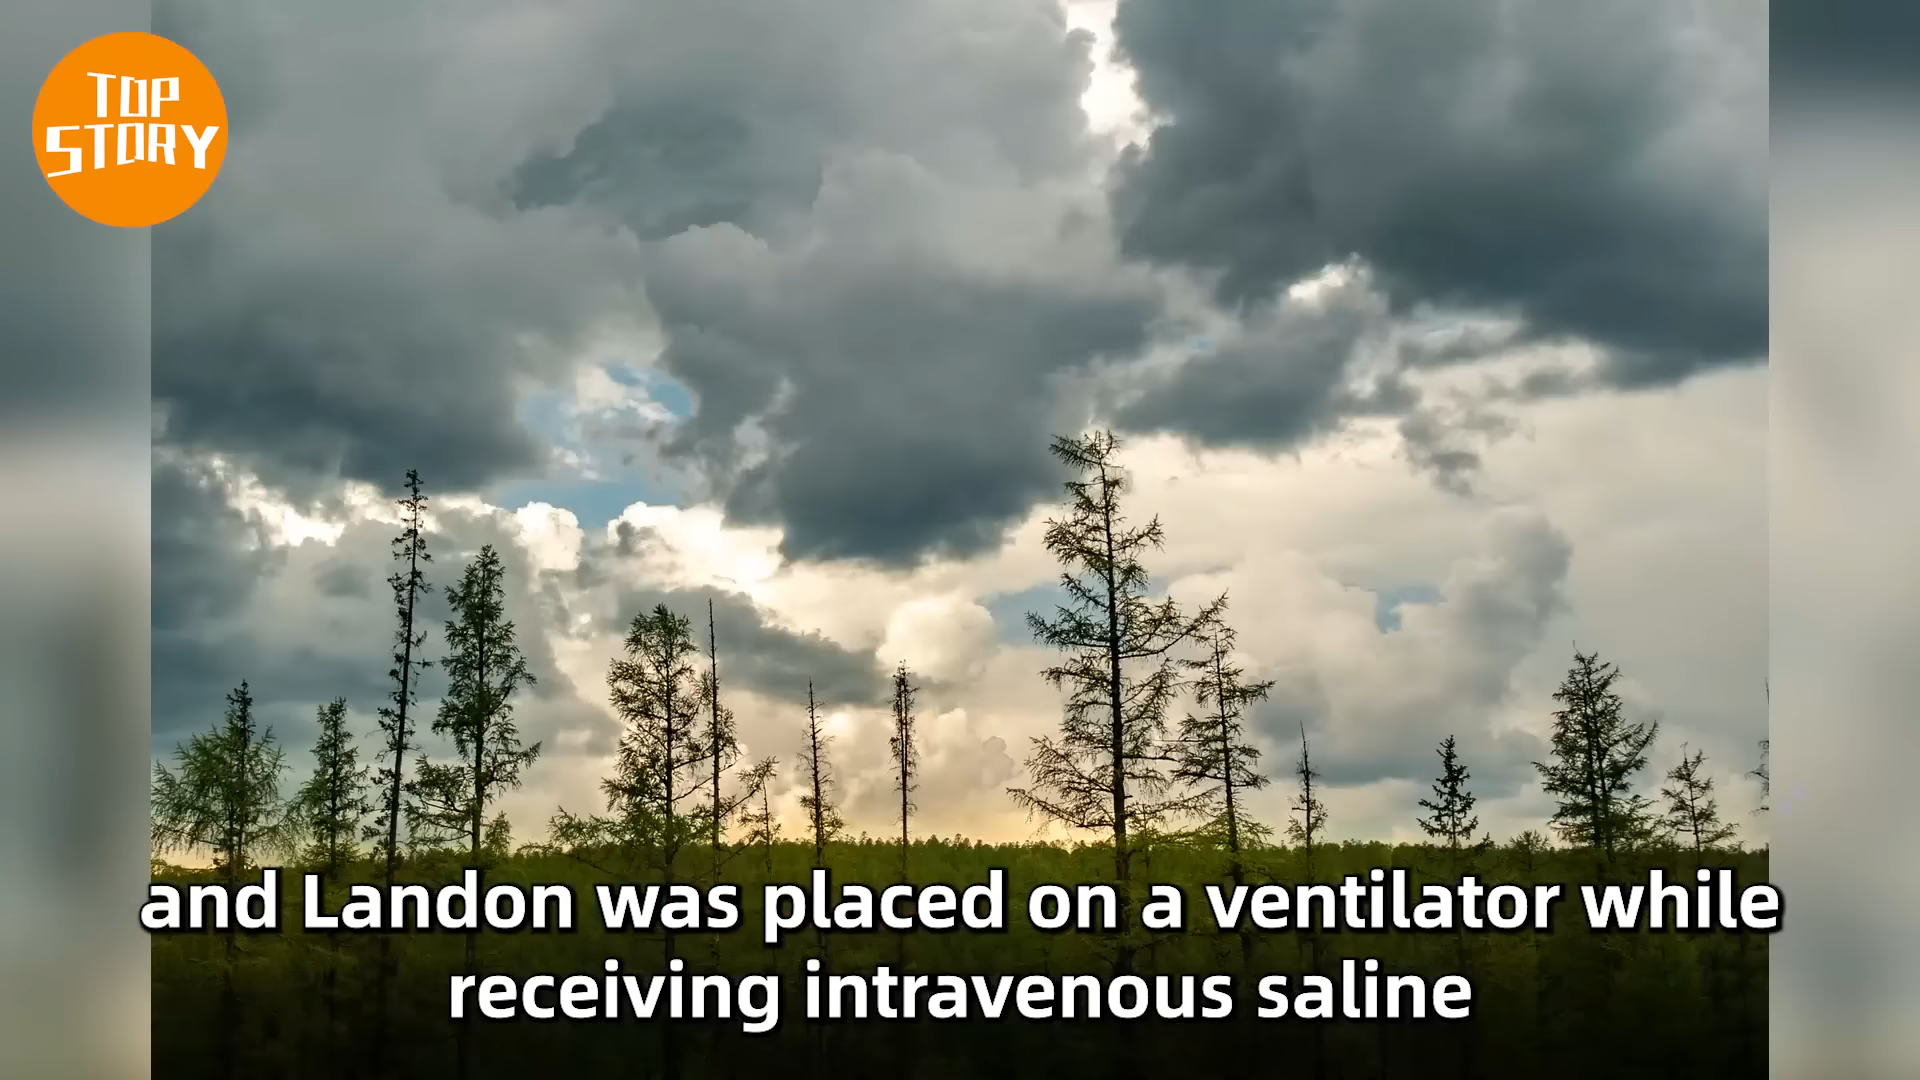 TOP
STORY
and Landon was placed on a ventilator while
receiving intravenous saline